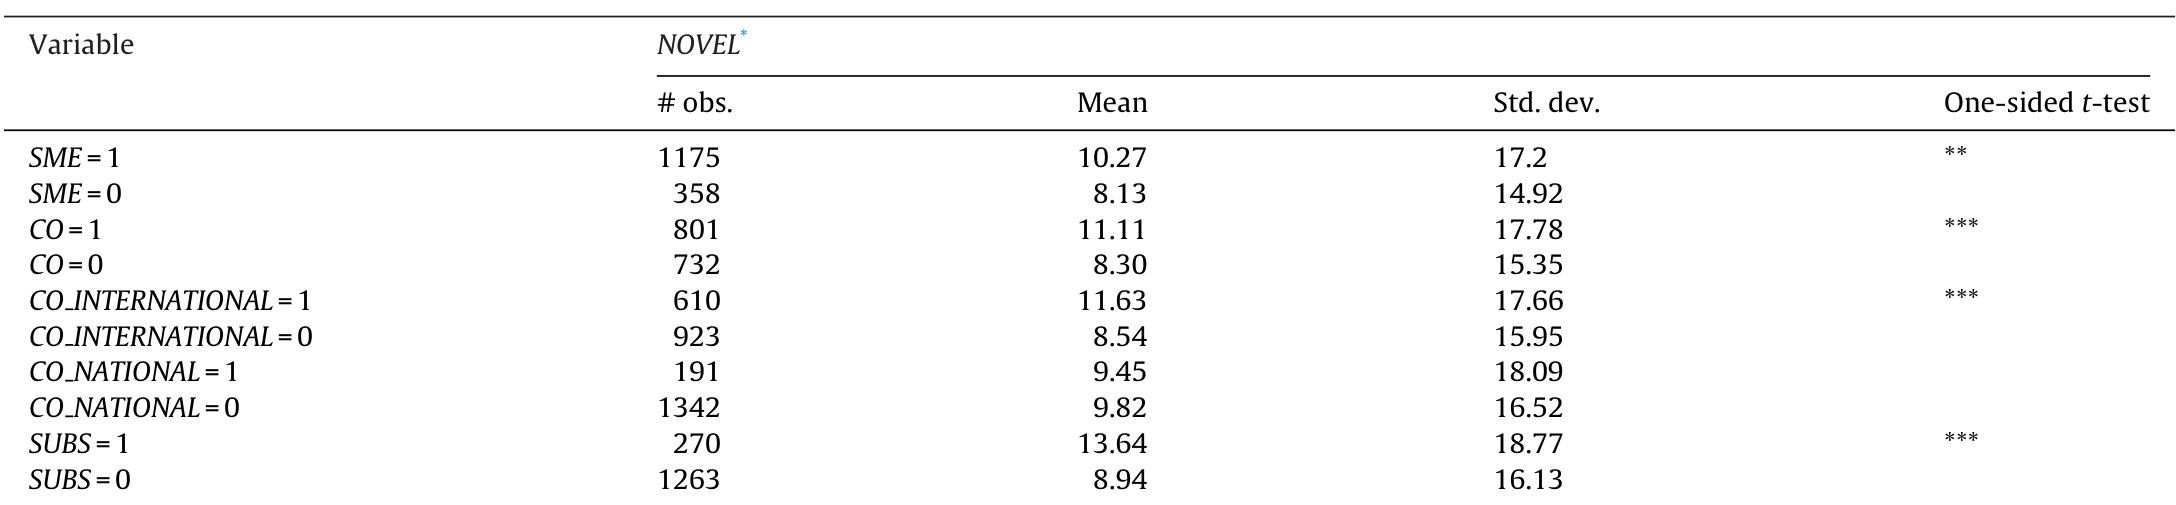 Variable NOVEL*
# obs. Mean Std. dev. One-sided t-test
SME = 1 1175 10.27 17.2 **
SME = 0 358 8.13 14.92
CO = 1 801 11.11 17.78 ***
CO = 0 732 8.30 15.35
CO_INTERNATIONAL = 1 610 11.63 17.66 ***
CO_INTERNATIONAL = 0 923 8.54 15.95
CO_NATIONAL = 1 191 9.45 18.09
CO_NATIONAL = 0 1342 9.82 16.52
SUBS = 1 270 13.64 18.77 ***
SUBS = 0 1263 8.94 16.13